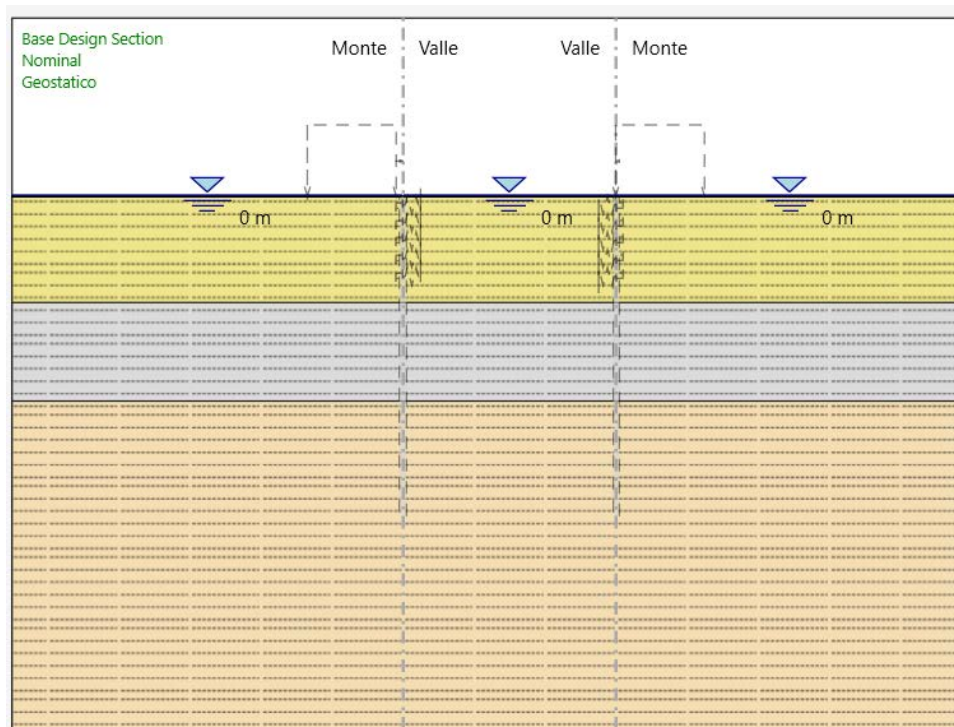 Base Design Section
Nominal
Geostatico
Monte Valle Valle Monte
0 m 0 m 0 m